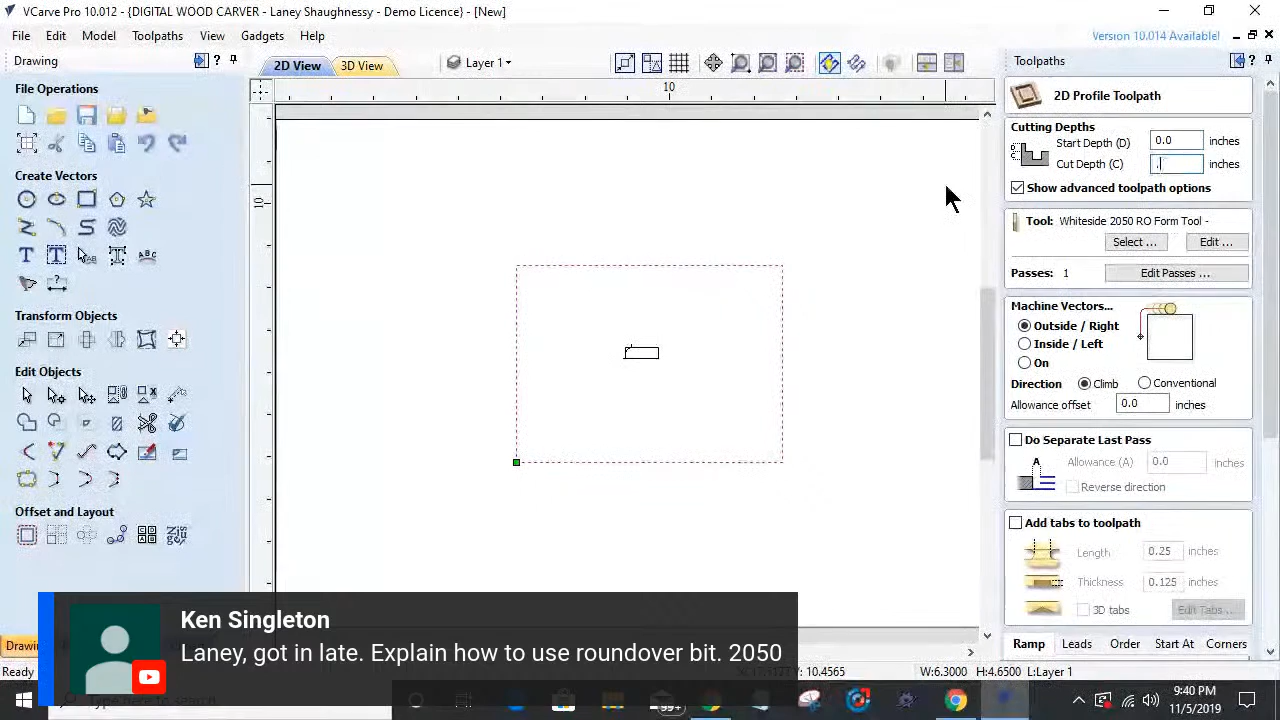 VCarve Pro 10.012 - {DIGITAL WOOD CARVER - Laney Shaughnessy - Demo Licence} - [New]
File Edit Model Toolpaths View Gadgets Help
Version 10.014 Available!
Drawing
2D View
3D View
Layer 1
Toolpaths
File Operations
Create Vectors
Transform Objects
Edit Objects
Offset and Layout
10
10
2D Profile Toolpath
Cutting Depths
Start Depth (D) 0.0 inches
Cut Depth (C) . inches
Show advanced toolpath options
Tool: Whiteside 2050 RO Form Tool -
Select ... Edit ...
Passes: 1 Edit Passes ...
Machine Vectors...
Outside / Right
Inside / Left
On
Direction Climb Conventional
Allowance offset 0.0 inches
Do Separate Last Pass
Allowance (A) 0.0 inches
Reverse direction
Add tabs to toolpath
Length 0.25 inches
Thickness 0.125 inches
3D tabs Edit Tabs ...
Ramp Leads Order Start At Corners
Ken Singleton
Laney, got in late. Explain how to use roundover bit. 2050
Ready
Y: 10.4565
W:6.3000 H:4.6500 L:Layer 1
99+
9:40 PM
11/5/2019